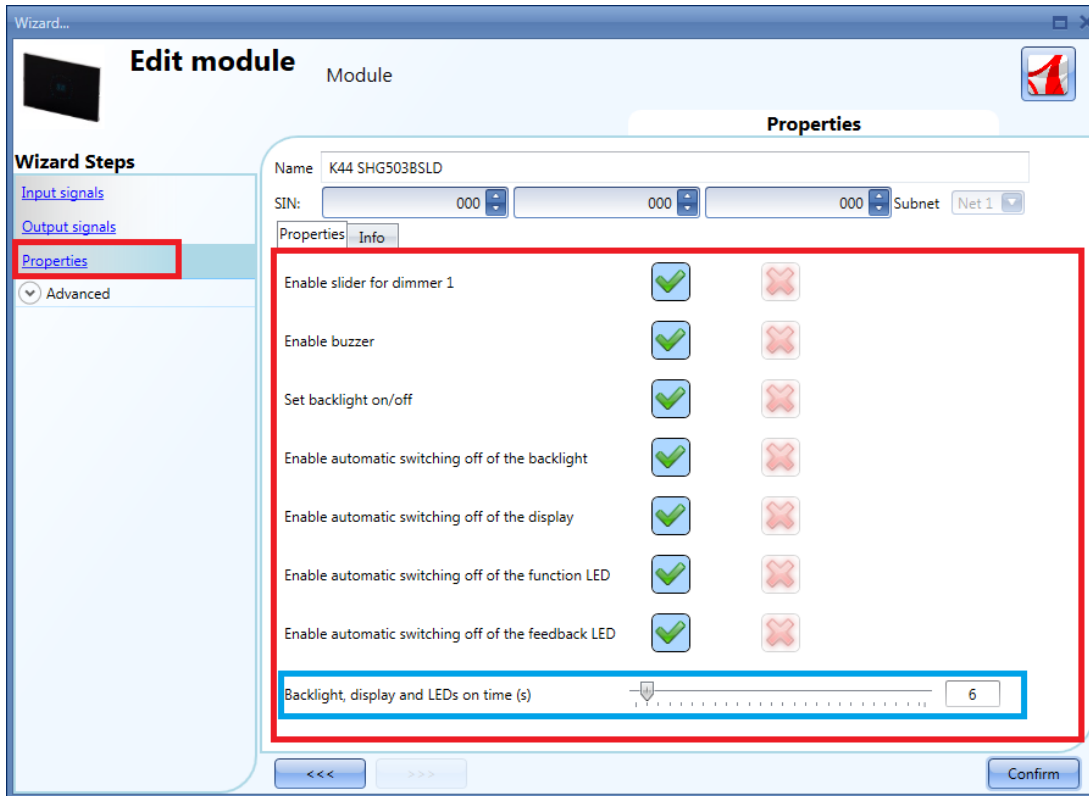 Wizard...
Edit module
Module
Properties
Wizard Steps
Input signals
Output signals
Properties
Advanced
Name K44 SHG503BSLD
SIN: 000 000 000 Subnet Net 1
Properties Info
Enable slider for dimmer 1
Enable buzzer
Set backlight on/off
Enable automatic switching off of the backlight
Enable automatic switching off of the display
Enable automatic switching off of the function LED
Enable automatic switching off of the feedback LED
Backlight, display and LEDs on time (s) 6
<<< >>> Confirm